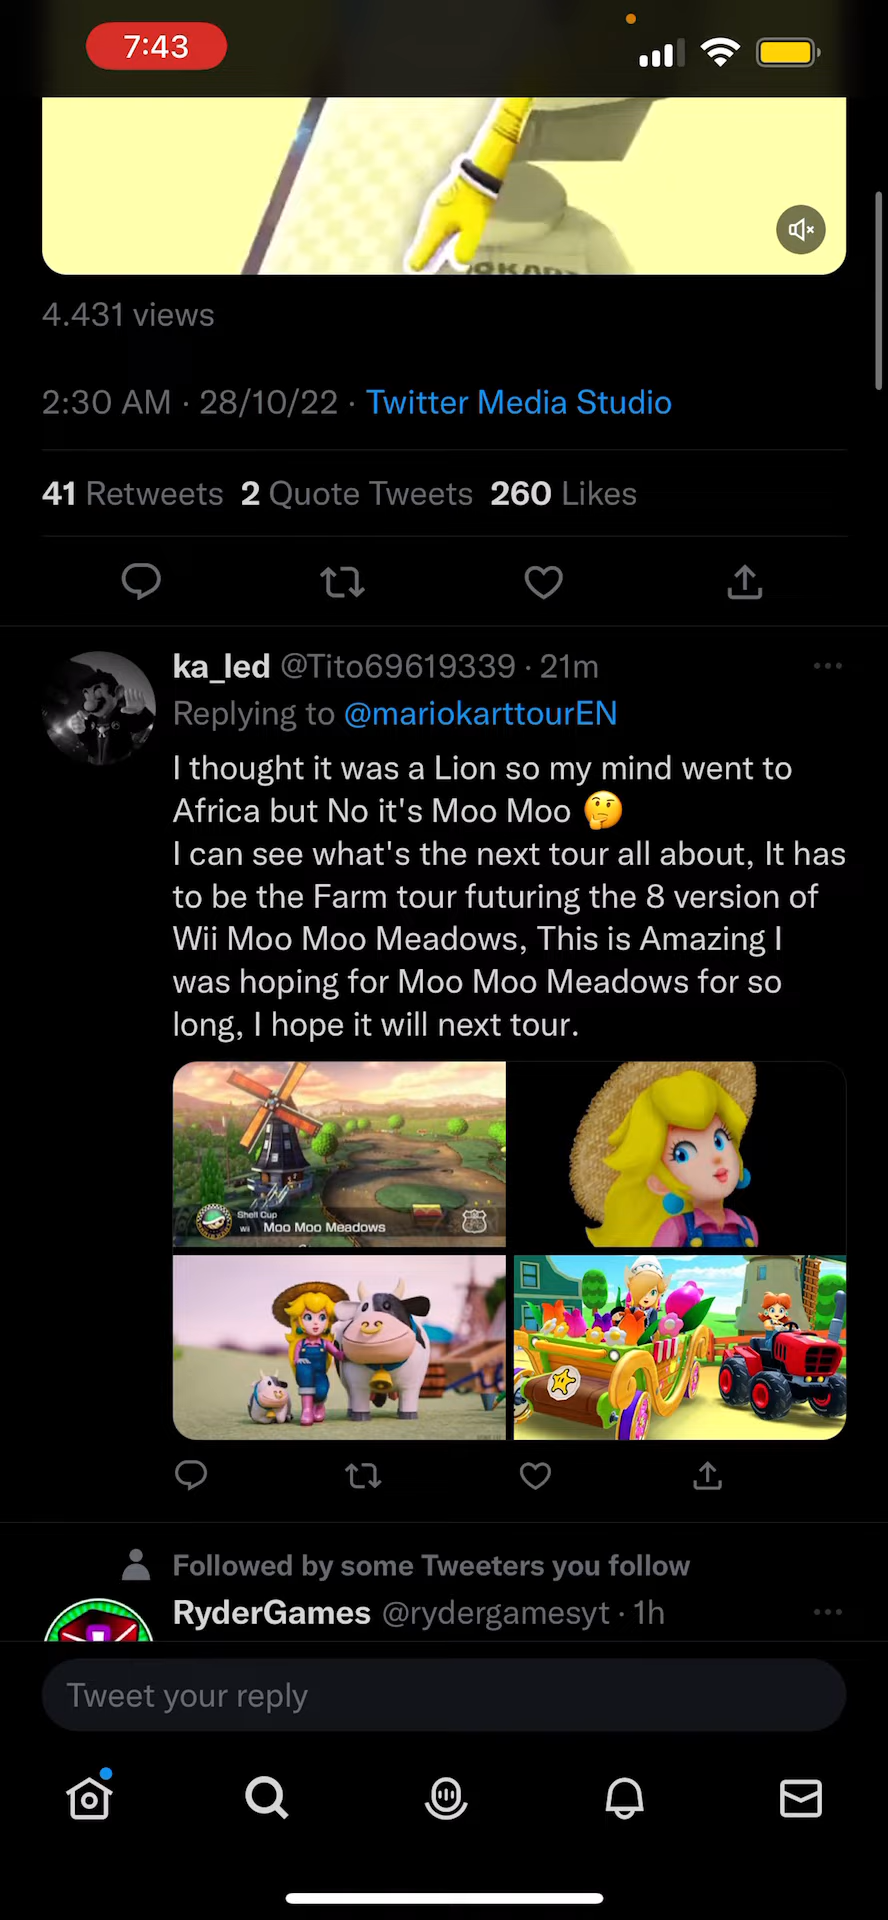 7:43
4.431 views
2:30 AM · 28/10/22 · Twitter Media Studio
41 Retweets 2 Quote Tweets 260 Likes
ka_led @Tito69619339 · 21m
Replying to @mariokarttourEN
I thought it was a Lion so my mind went to
Africa but No it's Moo Moo 🤔
I can see what's the next tour all about, It has
to be the Farm tour futuring the 8 version of
Wii Moo Moo Meadows, This is Amazing I
was hoping for Moo Moo Meadows for so
long, I hope it will next tour.
Shell Cup
Wii Moo Moo Meadows
Followed by some Tweeters you follow
RyderGames @rydergamesyt · 1h
Tweet your reply